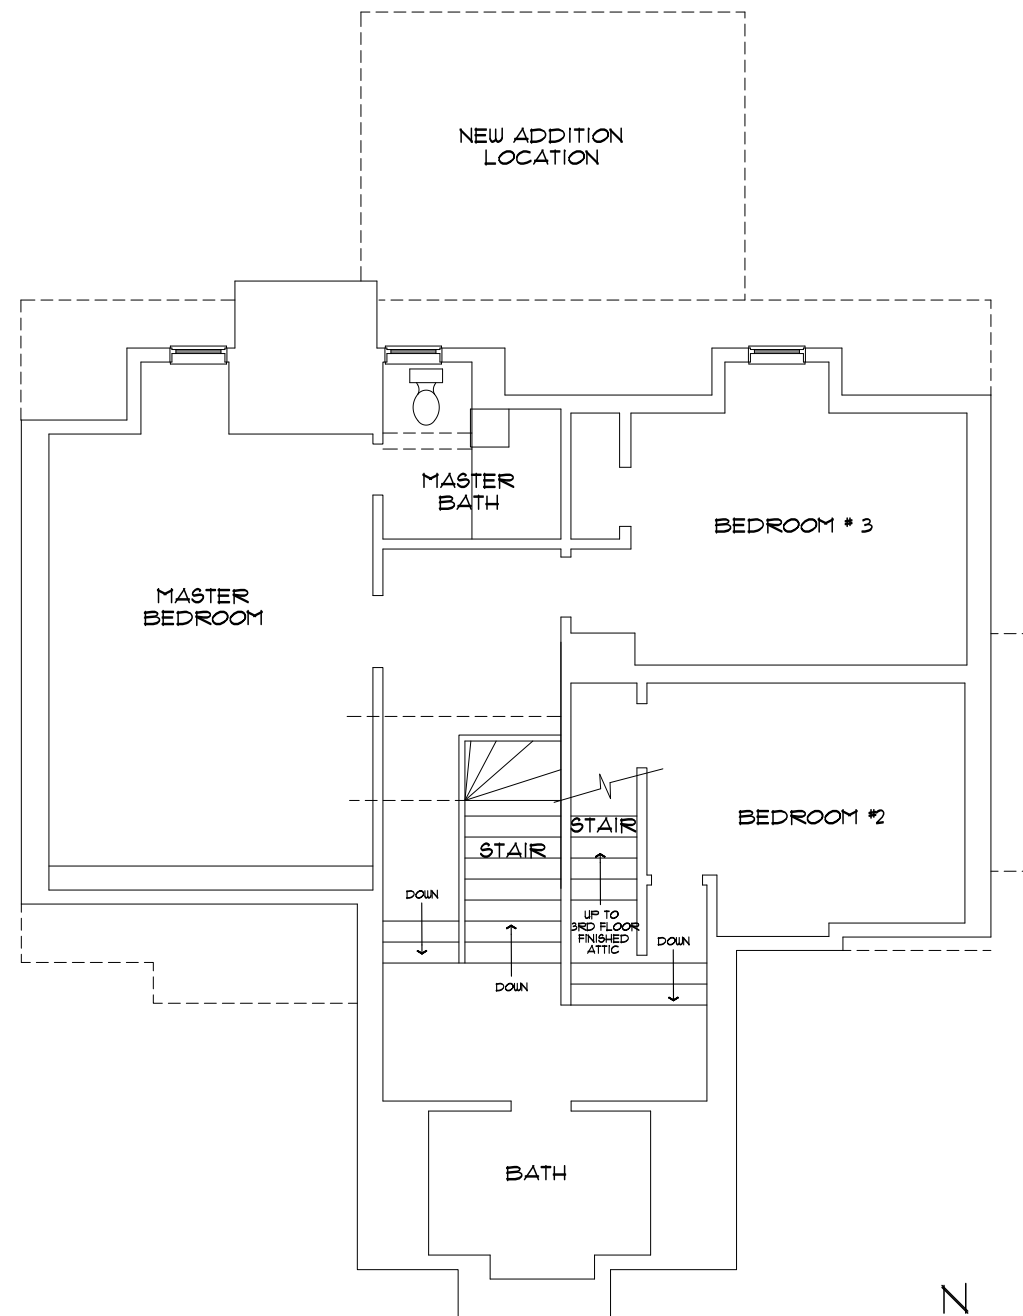 NEW ADDITION
LOCATION
MASTER
BATH
BEDROOM # 3
MASTER
BEDROOM
BEDROOM #2
STAIR
STAIR
DOWN
UP TO
3RD FLOOR
FINISHED
ATTIC
DOWN
DOWN
BATH
N